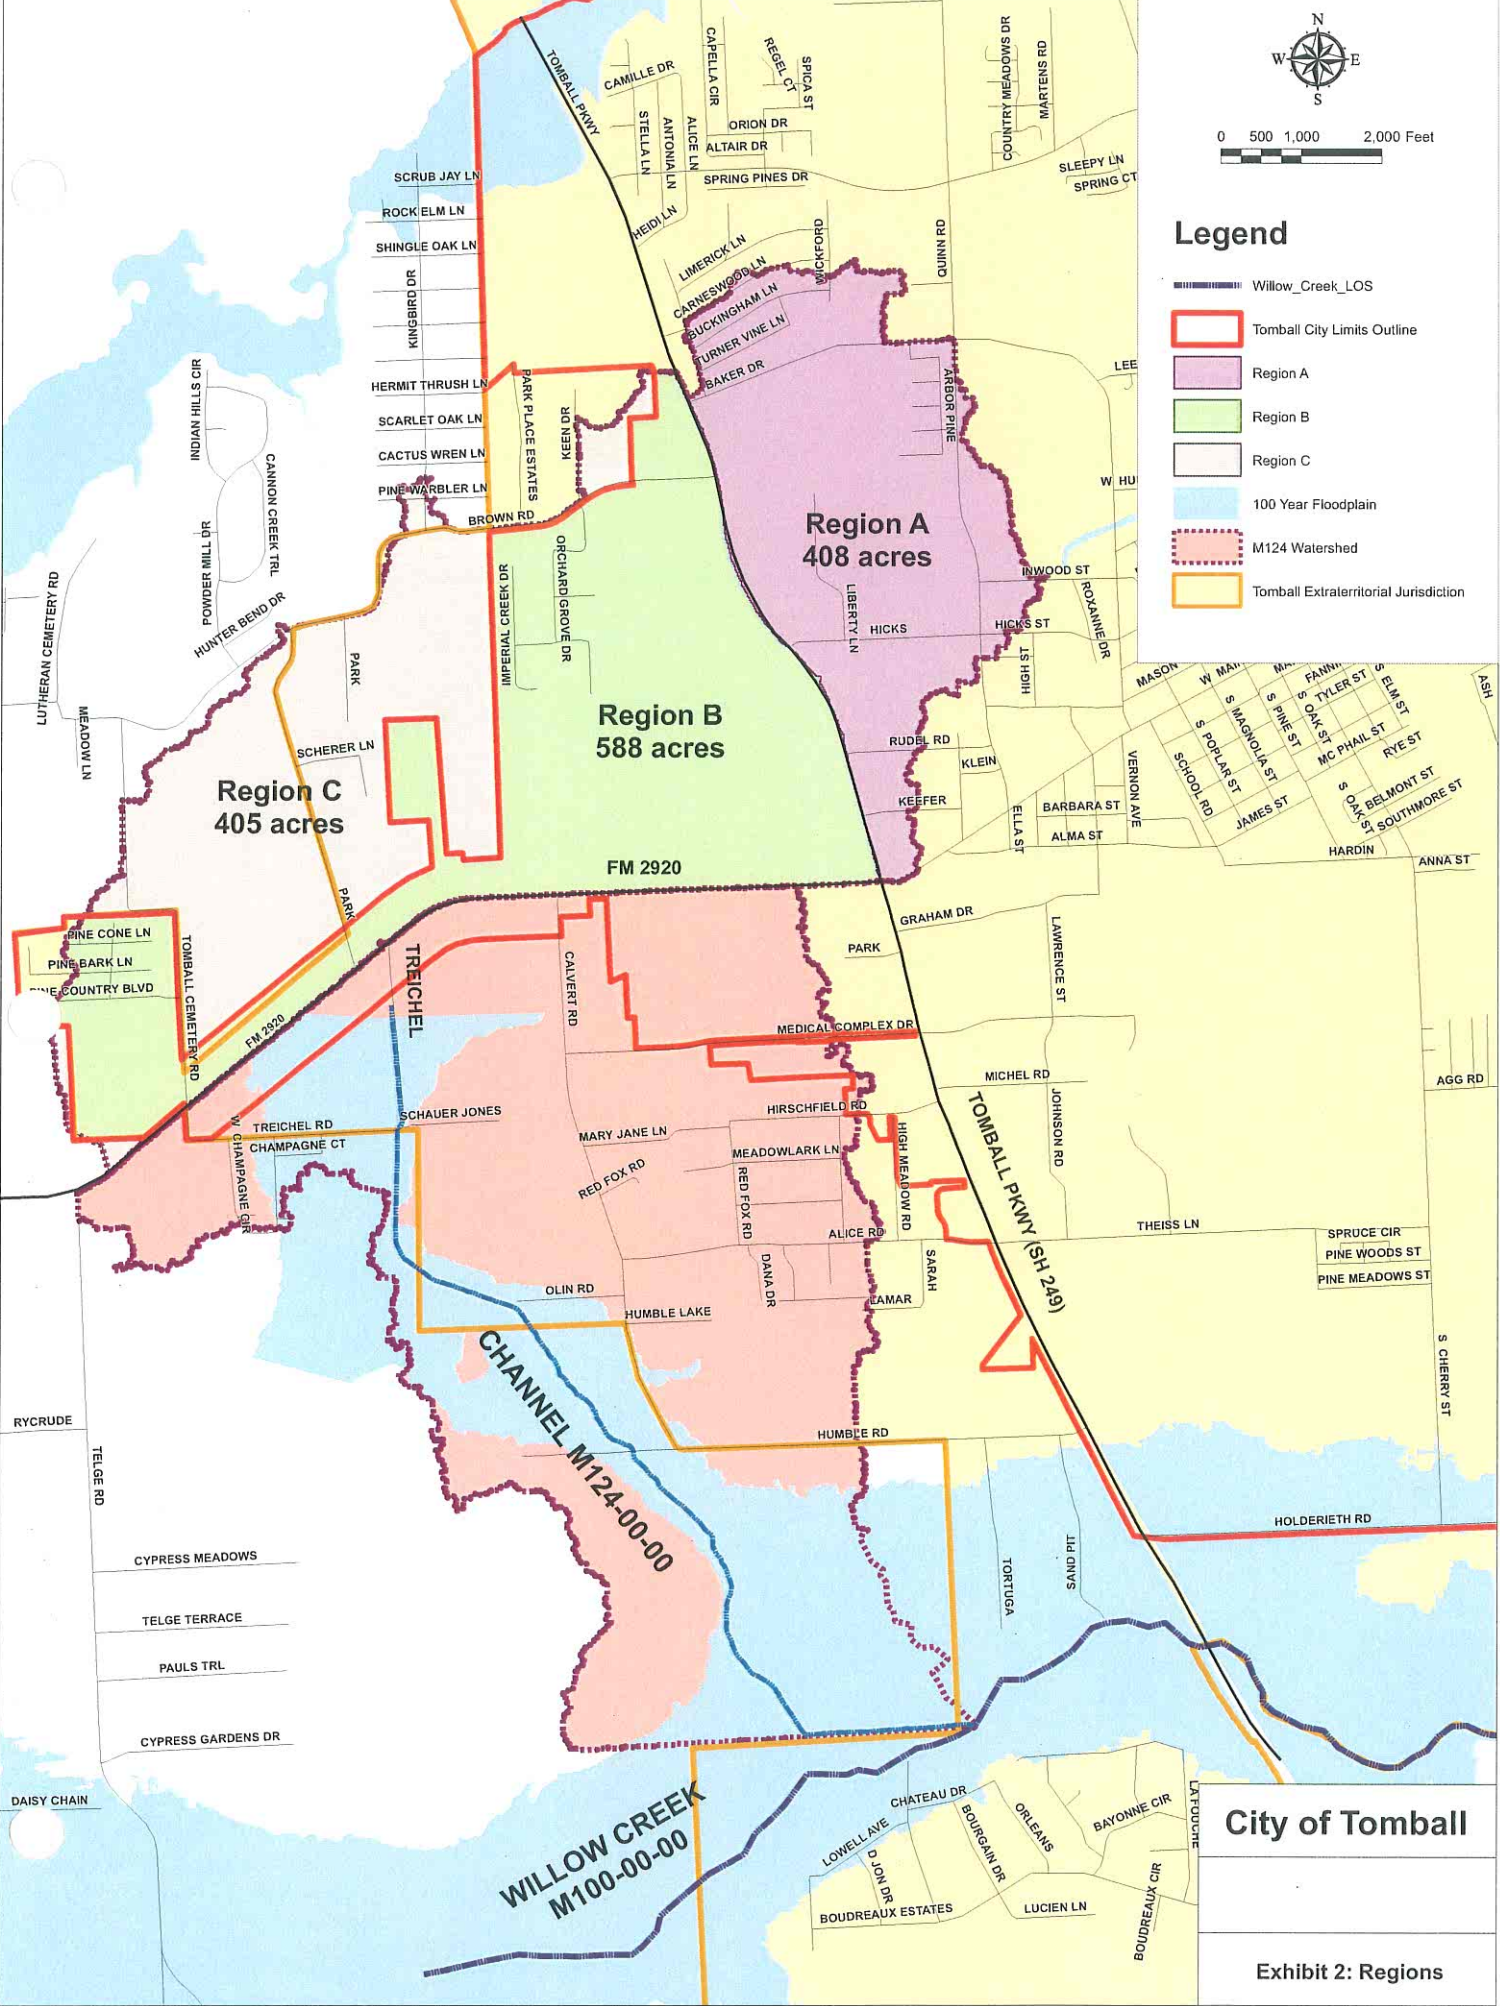 N
W E
S
0 500 1,000 2,000 Feet
Legend
Willow_Creek_LOS
Tomball City Limits Outline
Region A
Region B
Region C
100 Year Floodplain
M124 Watershed
Tomball Extraterritorial Jurisdiction
TOMBALL PKWY
CAMILLE DR
STELLA LN
ANTONIA LN
ALICE LN
CAPELLA CIR
REGEL CT
SPICA ST
ORION DR
ALTAIR DR
SPRING PINES DR
COUNTRY MEADOWS DR
MARTENS RD
SLEEPY LN
SPRING CT
HEIDI LN
LIMERICK LN
WICKFORD
QUINN RD
CARNESWOOD LN
BUCKINGHAM LN
TURNER VINE LN
BAKER DR
LEE
ARBOR PINE
SCRUB JAY LN
ROCK ELM LN
SHINGLE OAK LN
KINGBIRD DR
HERMIT THRUSH LN
SCARLET OAK LN
CACTUS WREN LN
PINE WARBLER LN
PARK PLACE ESTATES
KEEN DR
BROWN RD
INDIAN HILLS CIR
CANNON CREEK TRL
POWDER MILL DR
HUNTER BEND DR
LUTHERAN CEMETERY RD
MEADOW LN
W HU
Region A
408 acres
INWOOD ST
ROXANNE DR
LIBERTY LN
HICKS
HICKS ST
HIGH ST
IMPERIAL CREEK DR
ORCHARD GROVE DR
PARK
Region B
588 acres
SCHERER LN
Region C
405 acres
RUDEL RD
KLEIN
KEEFER
ELLA ST
BARBARA ST
ALMA ST
VERNON AVE
MASON
W MAI
MA
FANNI
TYLER ST
S ELM ST
ASH
S OAK ST
S PINE ST
S MAGNOLIA ST
S POPLAR ST
SCHOOL RD
MC PHAIL ST
RYE ST
BELMONT ST
SOUTHMORE ST
S OAK ST
JAMES ST
HARDIN
ANNA ST
FM 2920
PARK
GRAHAM DR
PARK
LAWRENCE ST
PINE CONE LN
PINE BARK LN
INE COUNTRY BLVD
TOMBALL CEMETERY RD
FM 2920
TREICHEL
CALVERT RD
MEDICAL COMPLEX DR
MICHEL RD
JOHNSON RD
AGG RD
TREICHEL RD
W CHAMPAGNE CIR
CHAMPAGNE CT
SCHAUER JONES
HIRSCHFIELD RD
MARY JANE LN
MEADOWLARK LN
HIGH MEADOW RD
RED FOX RD
RED FOX RD
TOMBALL PKWY (SH 249)
ALICE RD
THEISS LN
SPRUCE CIR
PINE WOODS ST
PINE MEADOWS ST
DANA DR
SARAH
OLIN RD
LAMAR
HUMBLE LAKE
S CHERRY ST
CHANNEL M124-00-00
RYCRUDE
TELGE RD
HUMBLE RD
HOLDERIETH RD
CYPRESS MEADOWS
TORTUGA
SAND PIT
TELGE TERRACE
PAULS TRL
CYPRESS GARDENS DR
DAISY CHAIN
WILLOW CREEK
M100-00-00
CHATEAU DR
LOWELL AVE
D JON DR
BOURGAIN DR
ORLEANS
BAYONNE CIR
LA FOUCHE
BOUDREAUX ESTATES
LUCIEN LN
BOUDREAUX CIR
City of Tomball
Exhibit 2: Regions